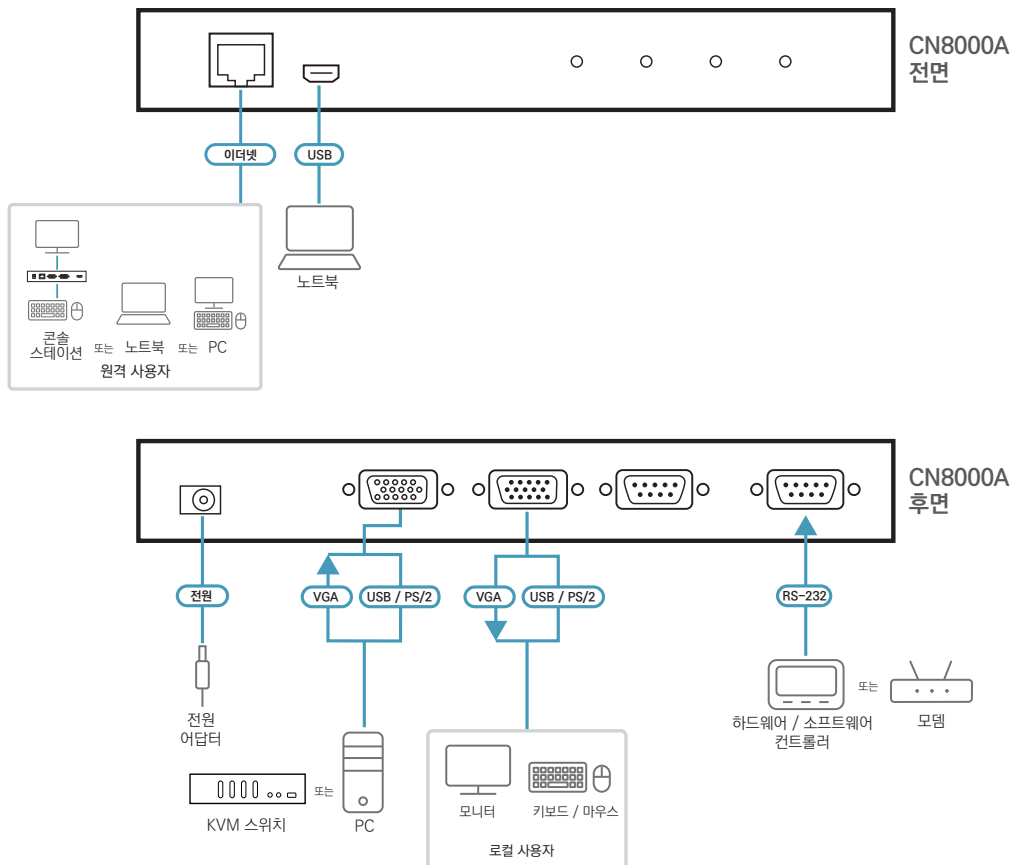 CN8000A
전면
이더넷
USB
노트북
콘솔
스테이션
또는
노트북
또는
PC
원격 사용자
CN8000A
후면
전원
VGA
USB / PS/2
VGA
USB / PS/2
RS-232
전원
어답터
KVM 스위치
또는
PC
모니터
키보드 / 마우스
로컬 사용자
하드웨어 / 소프트웨어
컨트롤러
또는
모뎀